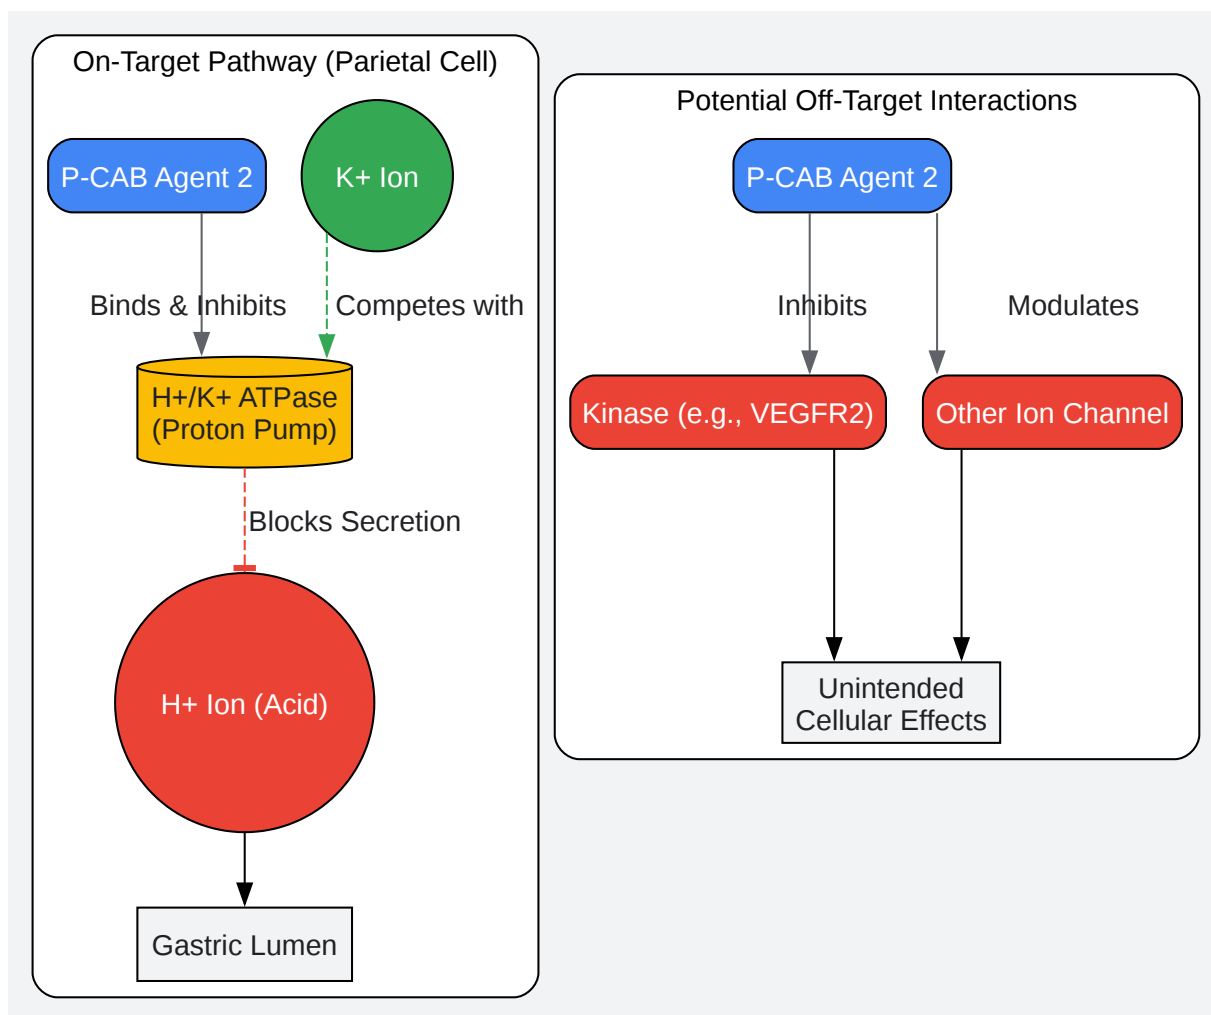 On-Target Pathway (Parietal Cell)
P-CAB Agent 2
K+ Ion
Binds & Inhibits
Competes with
H+/K+ ATPase
(Proton Pump)
Blocks Secretion
H+ Ion (Acid)
Gastric Lumen
Potential Off-Target Interactions
P-CAB Agent 2
Inhibits
Modulates
Kinase (e.g., VEGFR2)
Other Ion Channel
Unintended
Cellular Effects